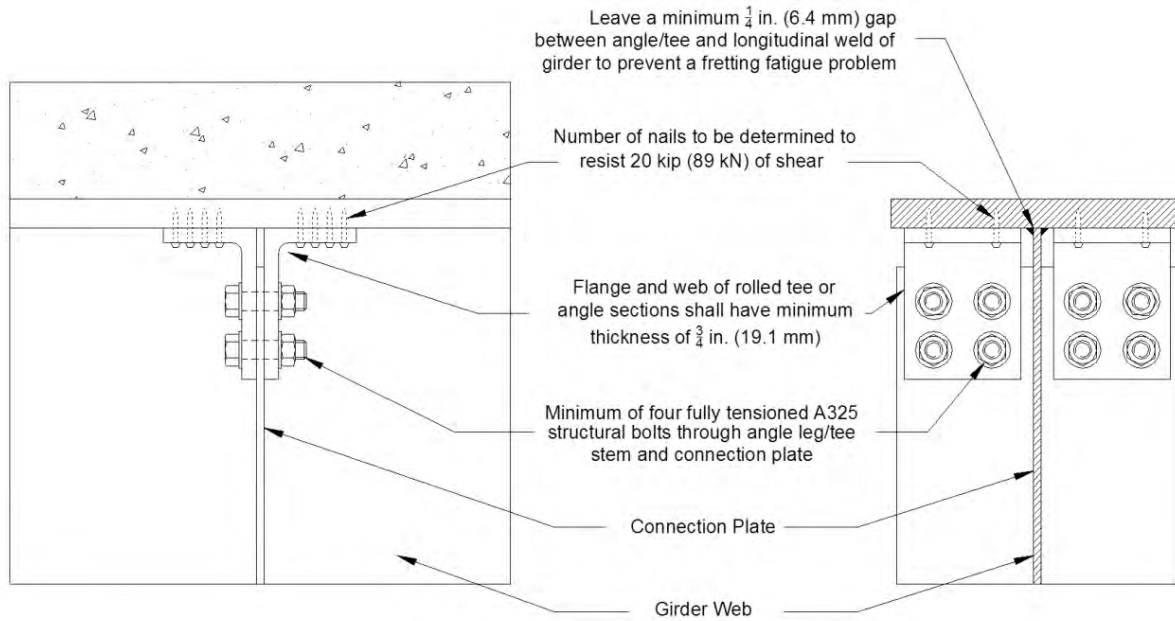 Leave a minimum 1/4 in. (6.4 mm) gap
between angle/tee and longitudinal weld of
girder to prevent a fretting fatigue problem
Number of nails to be determined to
resist 20 kip (89 kN) of shear
Flange and web of rolled tee or
angle sections shall have minimum
thickness of 3/4 in. (19.1 mm)
Minimum of four fully tensioned A325
structural bolts through angle leg/tee
stem and connection plate
Connection Plate
Girder Web